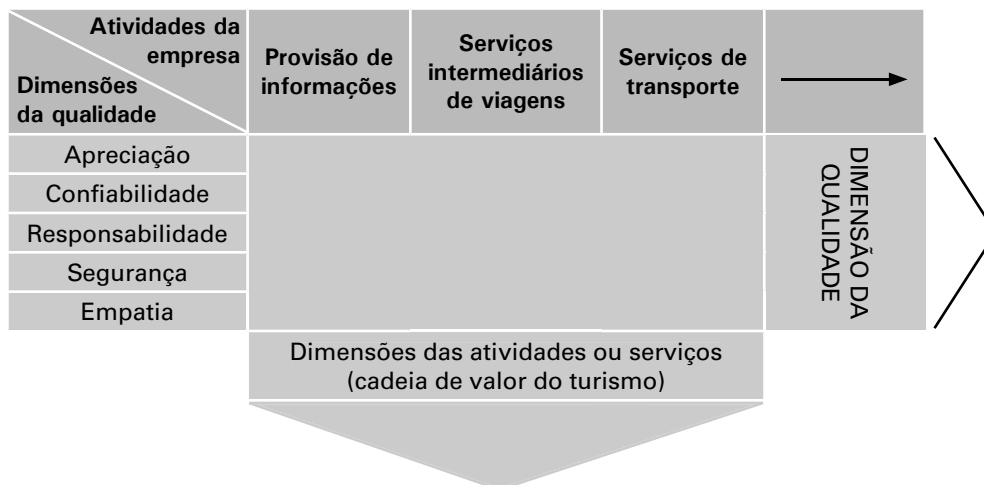 Atividades da
empresa
Dimensões
da qualidade
Provisão de
informações
Serviços
intermediários
de viagens
Serviços de
transporte
Apreciação
Confiabilidade
Responsabilidade
Segurança
Empatia
DIMENSÃO DA
QUALIDADE
Dimensões das atividades ou serviços
(cadeia de valor do turismo)